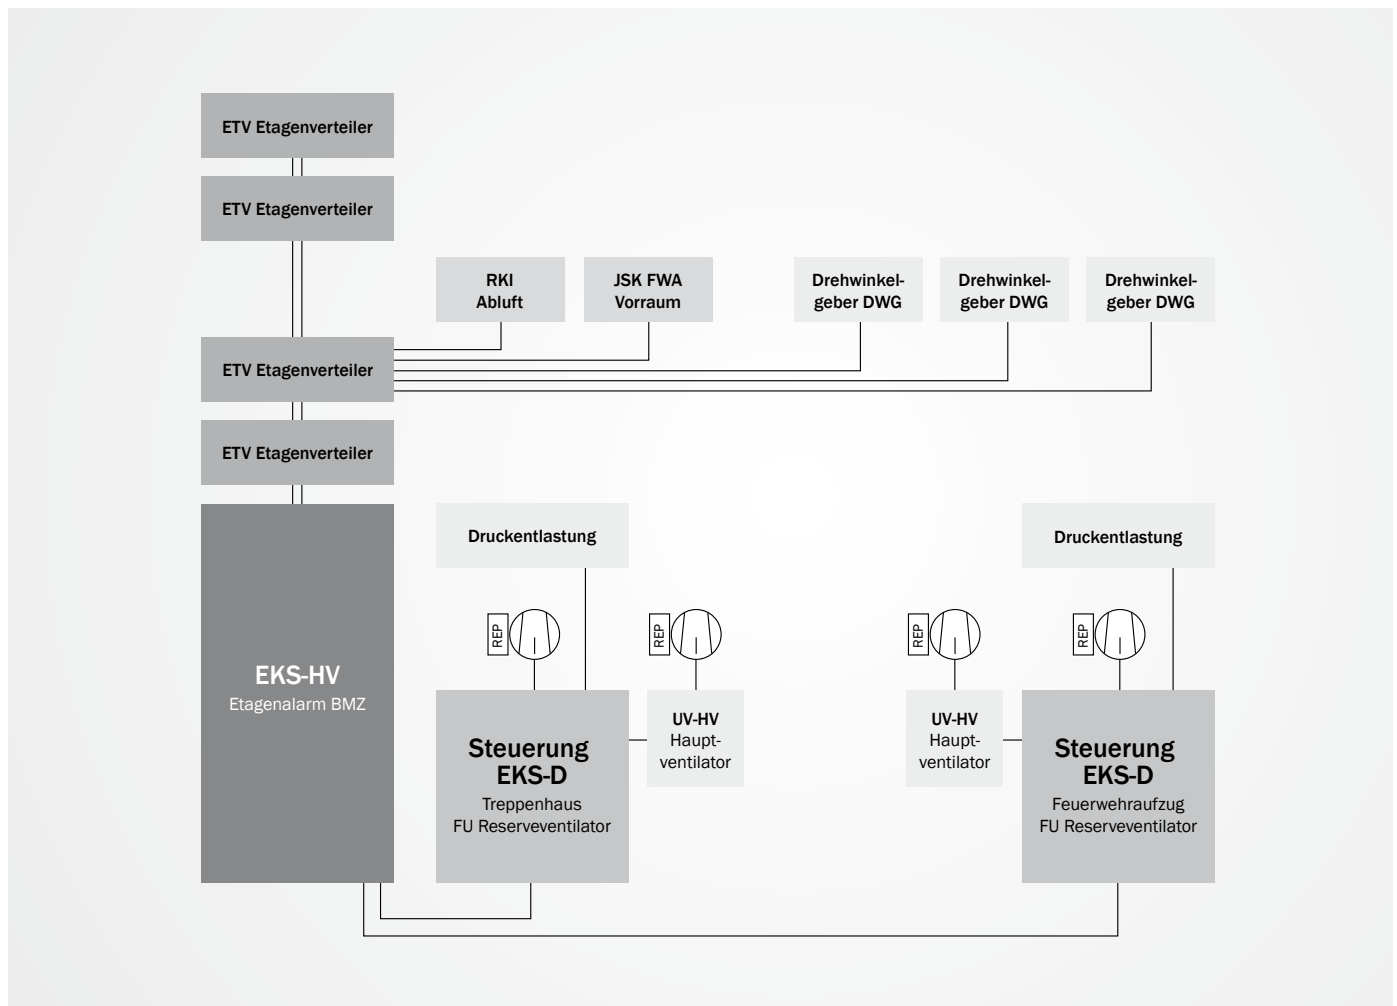 ETV Etagenverteiler
ETV Etagenverteiler
RKI
Abluft
JSK FWA
Vorraum
Drehwinkel-
geber DWG
Drehwinkel-
geber DWG
Drehwinkel-
geber DWG
ETV Etagenverteiler
ETV Etagenverteiler
Druckentlastung
Druckentlastung
REP
REP
REP
REP
EKS-HV
Etagenalarm BMZ
Steuerung
EKS-D
Treppenhaus
FU Reserveventilator
UV-HV
Haupt-
ventilator
UV-HV
Haupt-
ventilator
Steuerung
EKS-D
Feuerwehraufzug
FU Reserveventilator